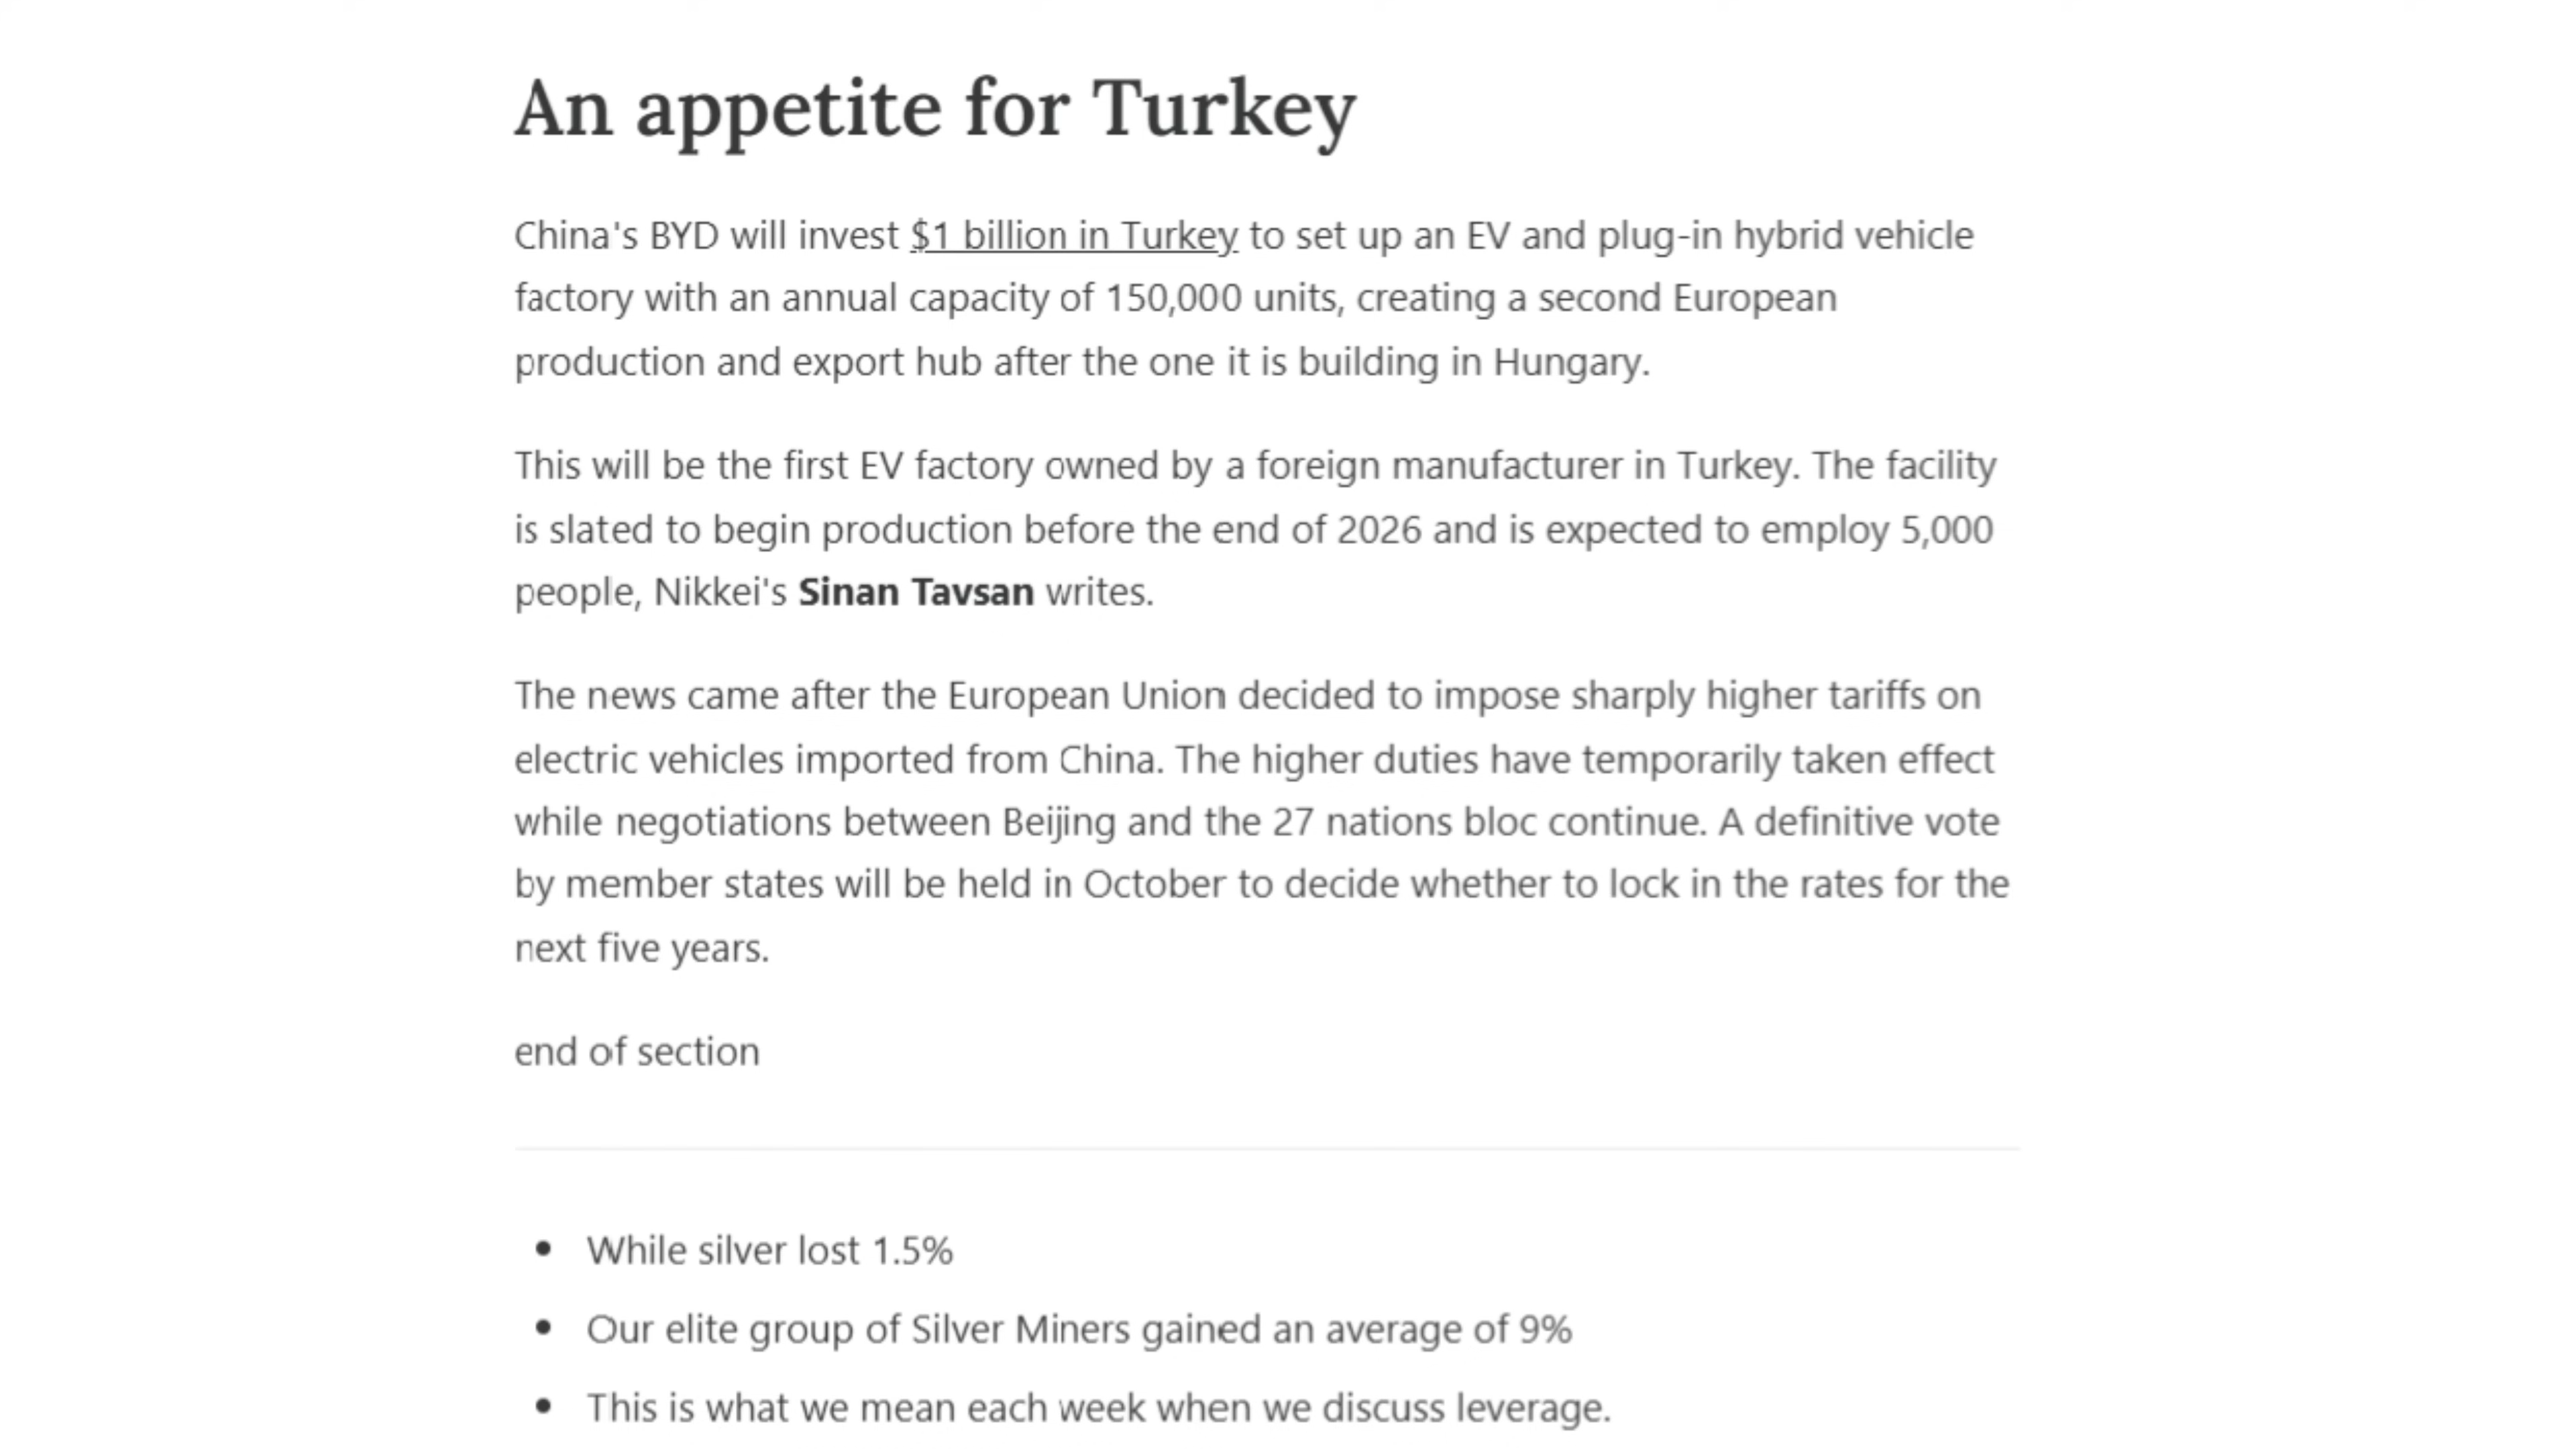 An appetite for Turkey
China's BYD will invest $1 billion in Turkey to set up an EV and plug-in hybrid vehicle
factory with an annual capacity of 150,000 units, creating a second European
production and export hub after the one it is building in Hungary.
This will be the first EV factory owned by a foreign manufacturer in Turkey. The facility
is slated to begin production before the end of 2026 and is expected to employ 5,000
people, Nikkei's Sinan Tavsan writes.
The news came after the European Union decided to impose sharply higher tariffs on
electric vehicles imported from China. The higher duties have temporarily taken effect
while negotiations between Beijing and the 27 nations bloc continue. A definitive vote
by member states will be held in October to decide whether to lock in the rates for the
next five years.
end of section
• While silver lost 1.5%
• Our elite group of Silver Miners gained an average of 9%
• This is what we mean each week when we discuss leverage.